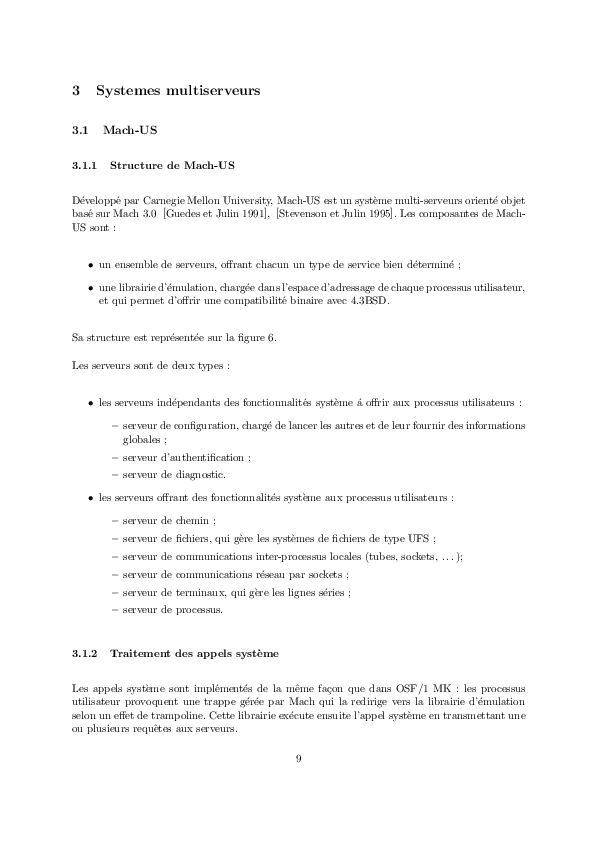 3 Systemes multiserveurs
3.1 Mach-US
3.1.1 Structure de Mach-US
Développé par Carnegie Mellon University, Mach-US est un système multi-serveurs orienté objet
basé sur Mach 3.0 [Guedes et Julin 1991], [Stevenson et Julin 1995]. Les composantes de Mach-
US sont :
• un ensemble de serveurs, offrant chacun un type de service bien déterminé ;
• une librairie d'émulation, chargée dans l'espace d'adressage de chaque processus utilisateur,
et qui permet d'offrir une compatibilité binaire avec 4.3BSD.
Sa structure est représentée sur la figure 6.
Les serveurs sont de deux types :
• les serveurs indépendants des fonctionnalités système á offrir aux processus utilisateurs :
– serveur de configuration, chargé de lancer les autres et de leur fournir des informations
globales ;
– serveur d'authentification ;
– serveur de diagnostic.
• les serveurs offrant des fonctionnalités système aux processus utilisateurs :
– serveur de chemin ;
– serveur de fichiers, qui gère les systèmes de fichiers de type UFS ;
– serveur de communications inter-processus locales (tubes, sockets, ... );
– serveur de communications réseau par sockets ;
– serveur de terminaux, qui gère les lignes séries ;
– serveur de processus.
3.1.2 Traitement des appels système
Les appels système sont implémentés de la même façon que dans OSF/1 MK : les processus
utilisateur provoquent une trappe gérée par Mach qui la redirige vers la librairie d'émulation
selon un effet de trampoline. Cette librairie exécute ensuite l'appel système en transmettant une
ou plusieurs requêtes aux serveurs.
9